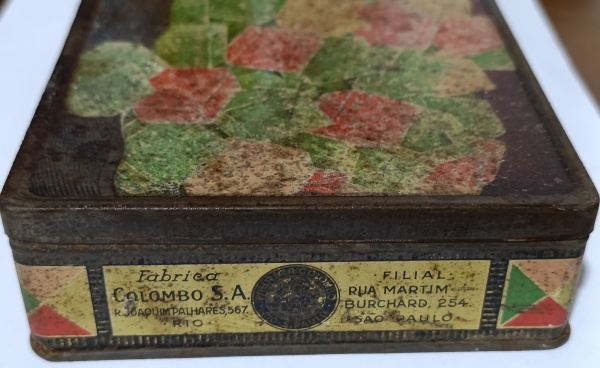 Fabrica
COLOMBO S.A.
R. JOAQUIM PALHARES, 567.
RIO
· FILIAL ·
RUA MARTIM
BURCHARD, 254.
SÃO PAULO